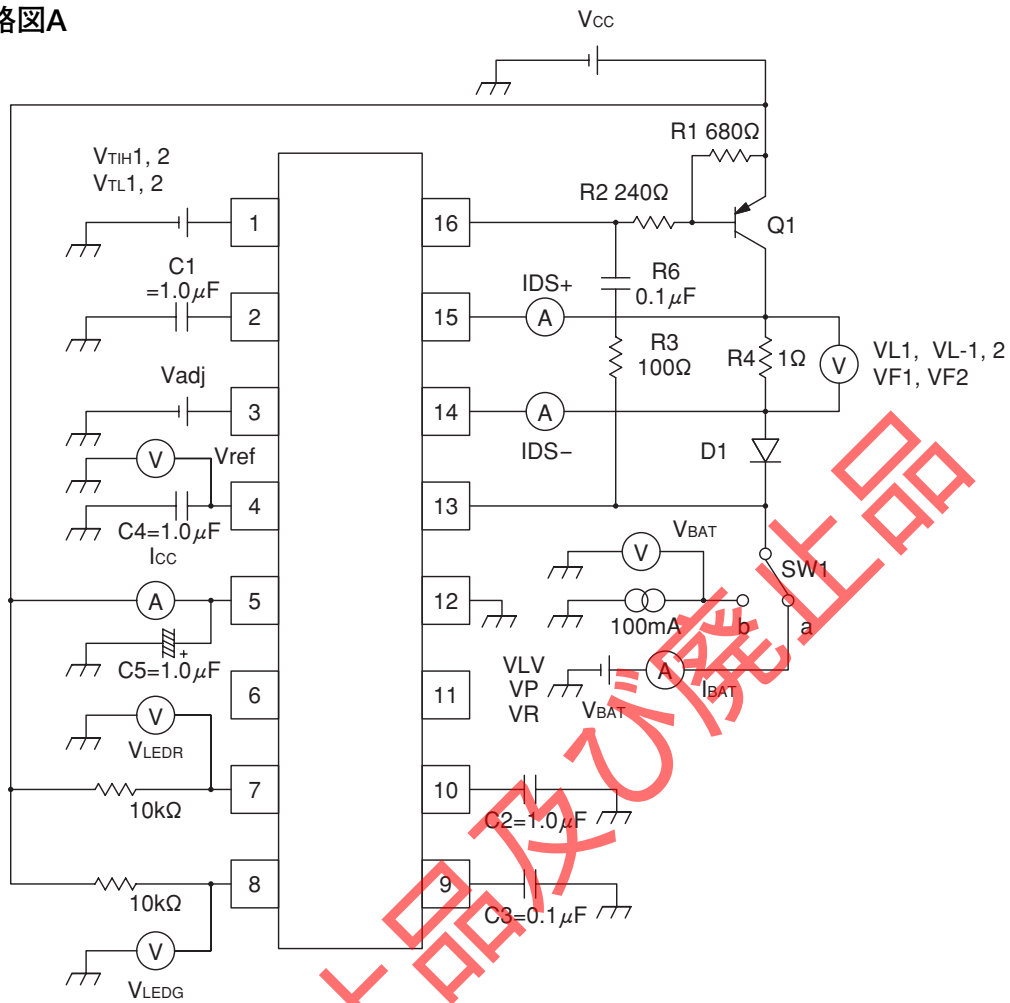 路図A
VCC
R1 680Ω
VTIH1, 2
VTL1, 2
R2 240Ω
1
16
Q1
C1
=1.0μF
R6
0.1μF
IDS+
2
15
A
R3
100Ω
R4
1Ω
V
VL1, VL-1, 2
VF1, VF2
Vadj
3
14
A
IDS−
D1
V
Vref
4
13
C4=1.0μF
ICC
VBAT
V
SW1
A
5
12
100mA
b
a
C5=1.0μF
+
6
11
VLV
VP
VR
VBAT
A
IBAT
V
VLEDR
10kΩ
7
10
C2=1.0μF
10kΩ
8
9
C3=0.1μF
V
VLEDG
品及び廃止品